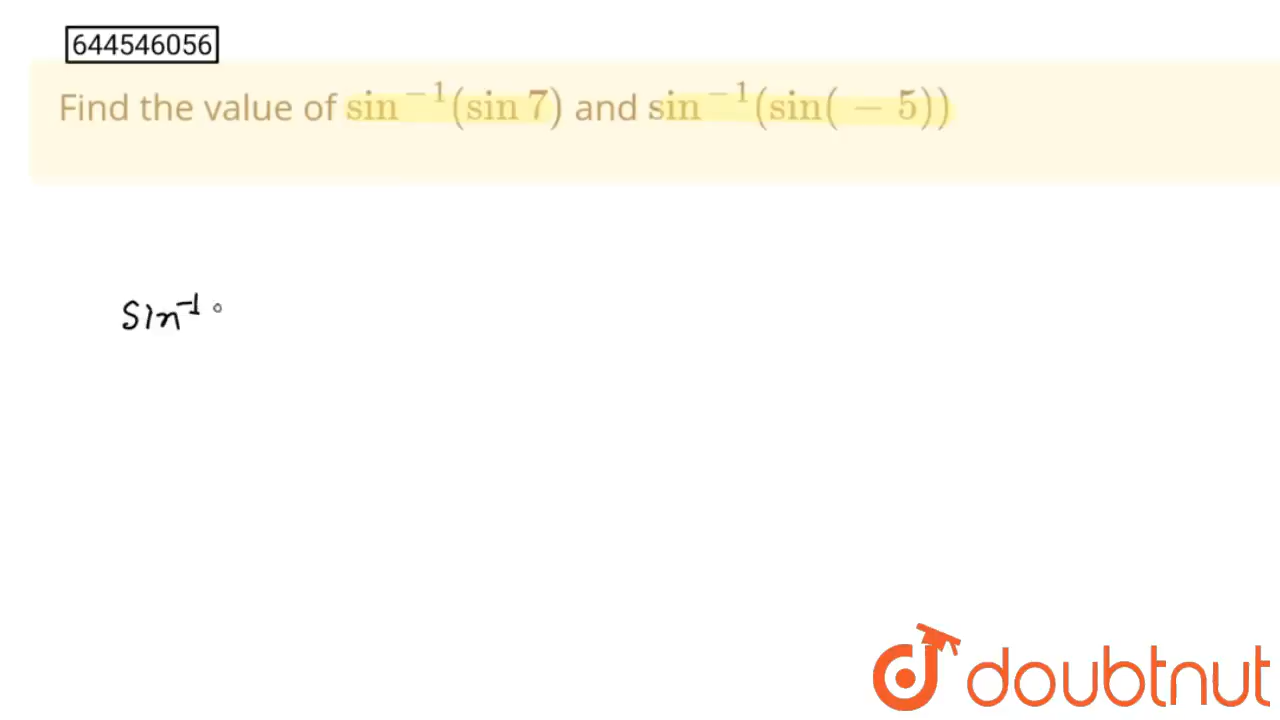 644546056
Find the value of sin⁻¹(sin 7) and sin⁻¹(sin( − 5))
Sin⁻¹
doubtnut